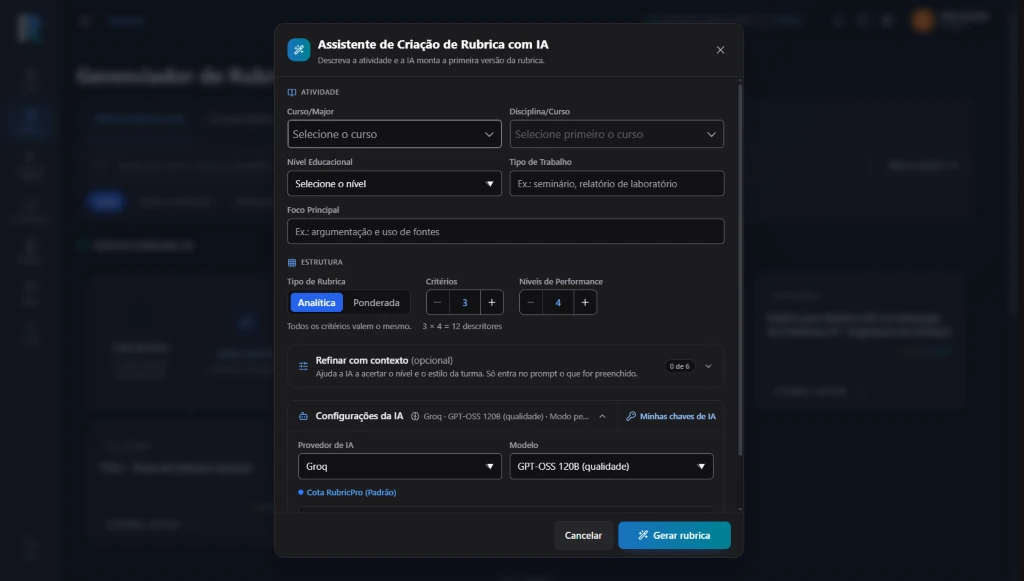 Assistente de Criação de Rubrica com IA
Descreva a atividade e a IA monta a primeira versão da rubrica.
ATIVIDADE
Curso/Major
Disciplina/Curso
Selecione o curso
Selecione primeiro o curso
Nível Educacional
Tipo de Trabalho
Selecione o nível
Ex.: seminário, relatório de laboratório
Foco Principal
Ex.: argumentação e uso de fontes
ESTRUTURA
Tipo de Rubrica
Critérios
Níveis de Performance
Analítica
Ponderada
− 3 +
− 4 +
Todos os critérios valem o mesmo.
3 × 4 = 12 descritores
Refinar com contexto (opcional)
Ajuda a IA a acertar o nível e o estilo da turma. Só entra no prompt o que for preenchido.
0 de 6
Configurações da IA
Groq · GPT-OSS 120B (qualidade) · Modo pe...
Minhas chaves de IA
Provedor de IA
Modelo
Groq
GPT-OSS 120B (qualidade)
Cota RubricPro (Padrão)
Cancelar
Gerar rubrica